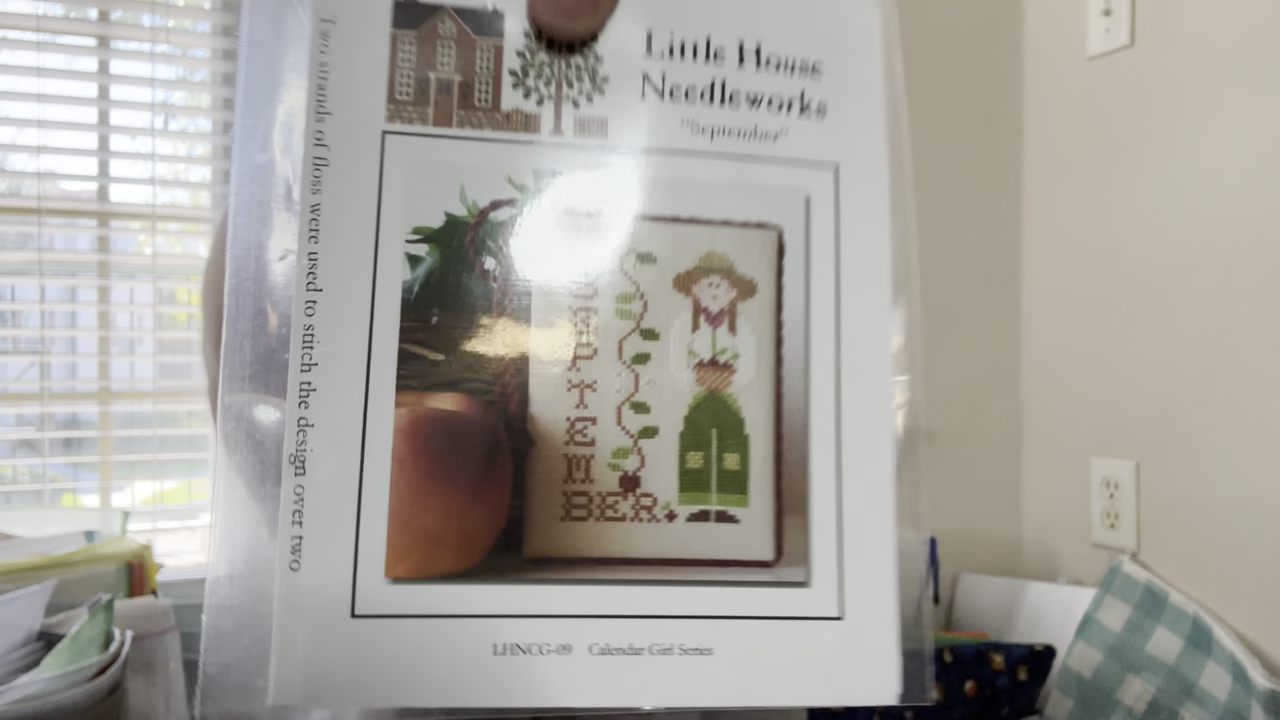 Little House
Needleworks
"September"
Two strands of floss were used to stitch the design over two
E
P
T
E
M
BER
LHNCG-09 Calendar Girl Series